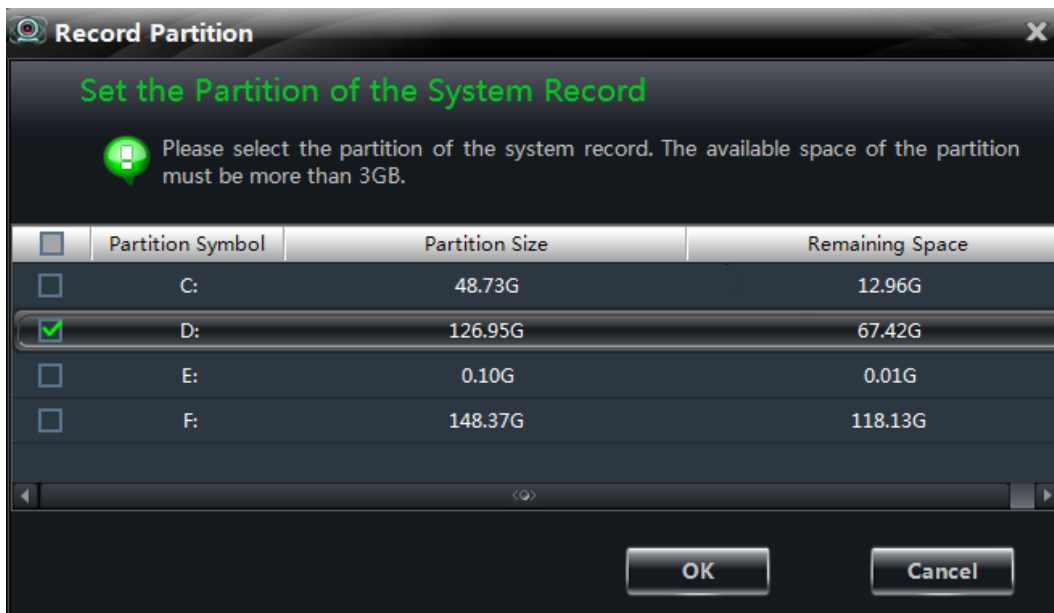 Record Partition
Set the Partition of the System Record
Please select the partition of the system record. The available space of the partition
must be more than 3GB.
Partition Symbol Partition Size Remaining Space
C: 48.73G 12.96G
D: 126.95G 67.42G
E: 0.10G 0.01G
F: 148.37G 118.13G
OK Cancel